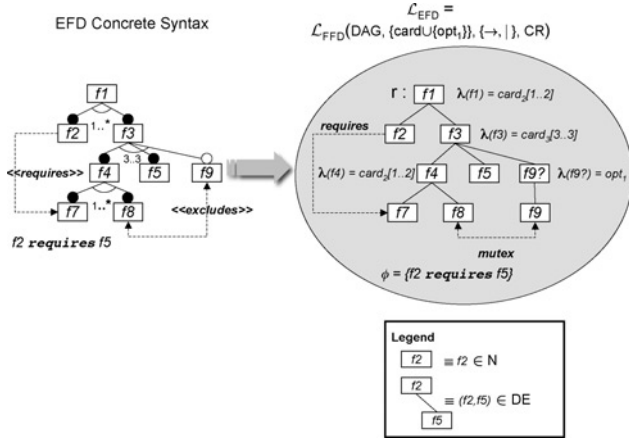 EFD Concrete Syntax
f1
f2
1..*
f3
3..3
<<requires>>
f4
f5
f9
<<excludes>>
f7
1..*
f8
f2 requires f5
ℒEFD =
ℒFFD(DAG, {card∪{opt₁}}, {→, | }, CR)
r : f1 λ(f1) = card₂[1..2]
requires
f2
f3
λ(f3) = card₃[3..3]
λ(f4) = card₂[1..2]
f4
f5
f9?
λ(f9?) = opt₁
f7
f8
f9
mutex
ϕ = {f2 requires f5}
Legend
f2 ≡ f2 ∈ N
f2
≡ (f2,f5) ∈ DE
f5